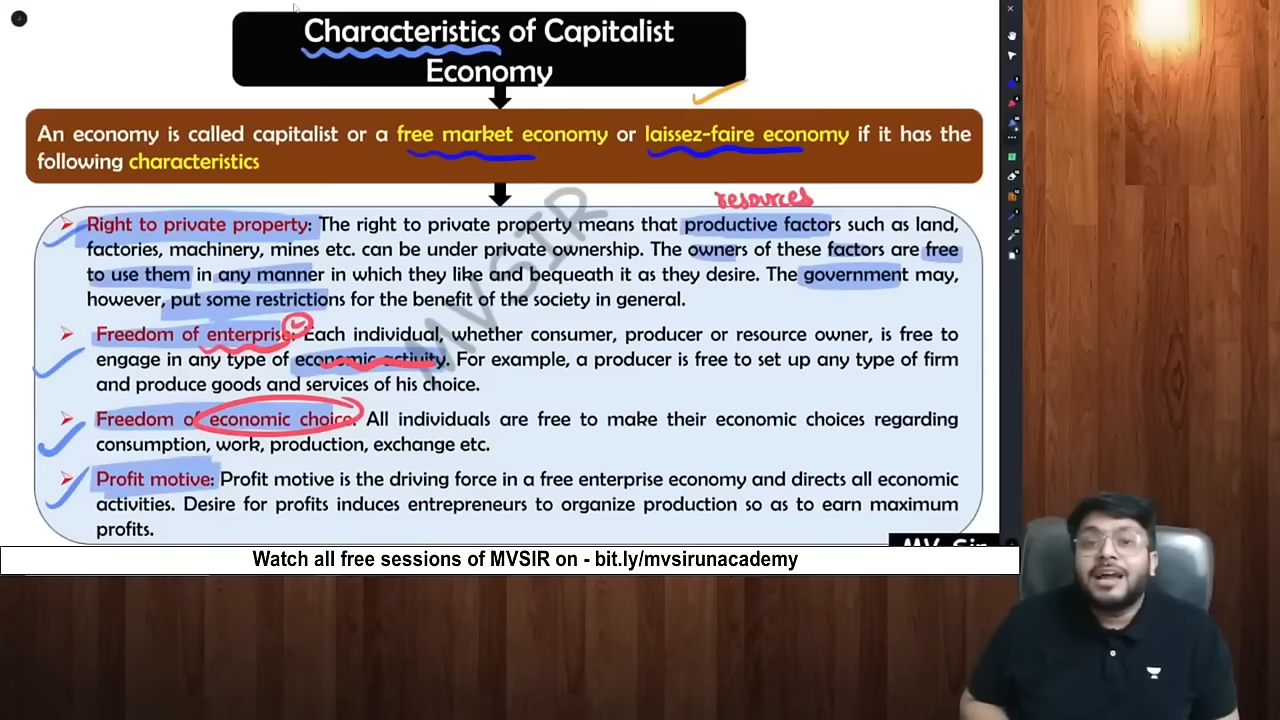 Characteristics of Capitalist
Economy
An economy is called capitalist or a free market economy or laissez-faire economy if it has the
following characteristics
resources
➢ Right to private property: The right to private property means that productive factors such as land,
factories, machinery, mines etc. can be under private ownership. The owners of these factors are free
to use them in any manner in which they like and bequeath it as they desire. The government may,
however, put some restrictions for the benefit of the society in general.
➢ Freedom of enterprise: Each individual, whether consumer, producer or resource owner, is free to
engage in any type of economic activity. For example, a producer is free to set up any type of firm
and produce goods and services of his choice.
➢ Freedom of economic choice: All individuals are free to make their economic choices regarding
consumption, work, production, exchange etc.
➢ Profit motive: Profit motive is the driving force in a free enterprise economy and directs all economic
activities. Desire for profits induces entrepreneurs to organize production so as to earn maximum
profits.
MVSIR
MV Sir
Watch all free sessions of MVSIR on - bit.ly/mvsirunacademy